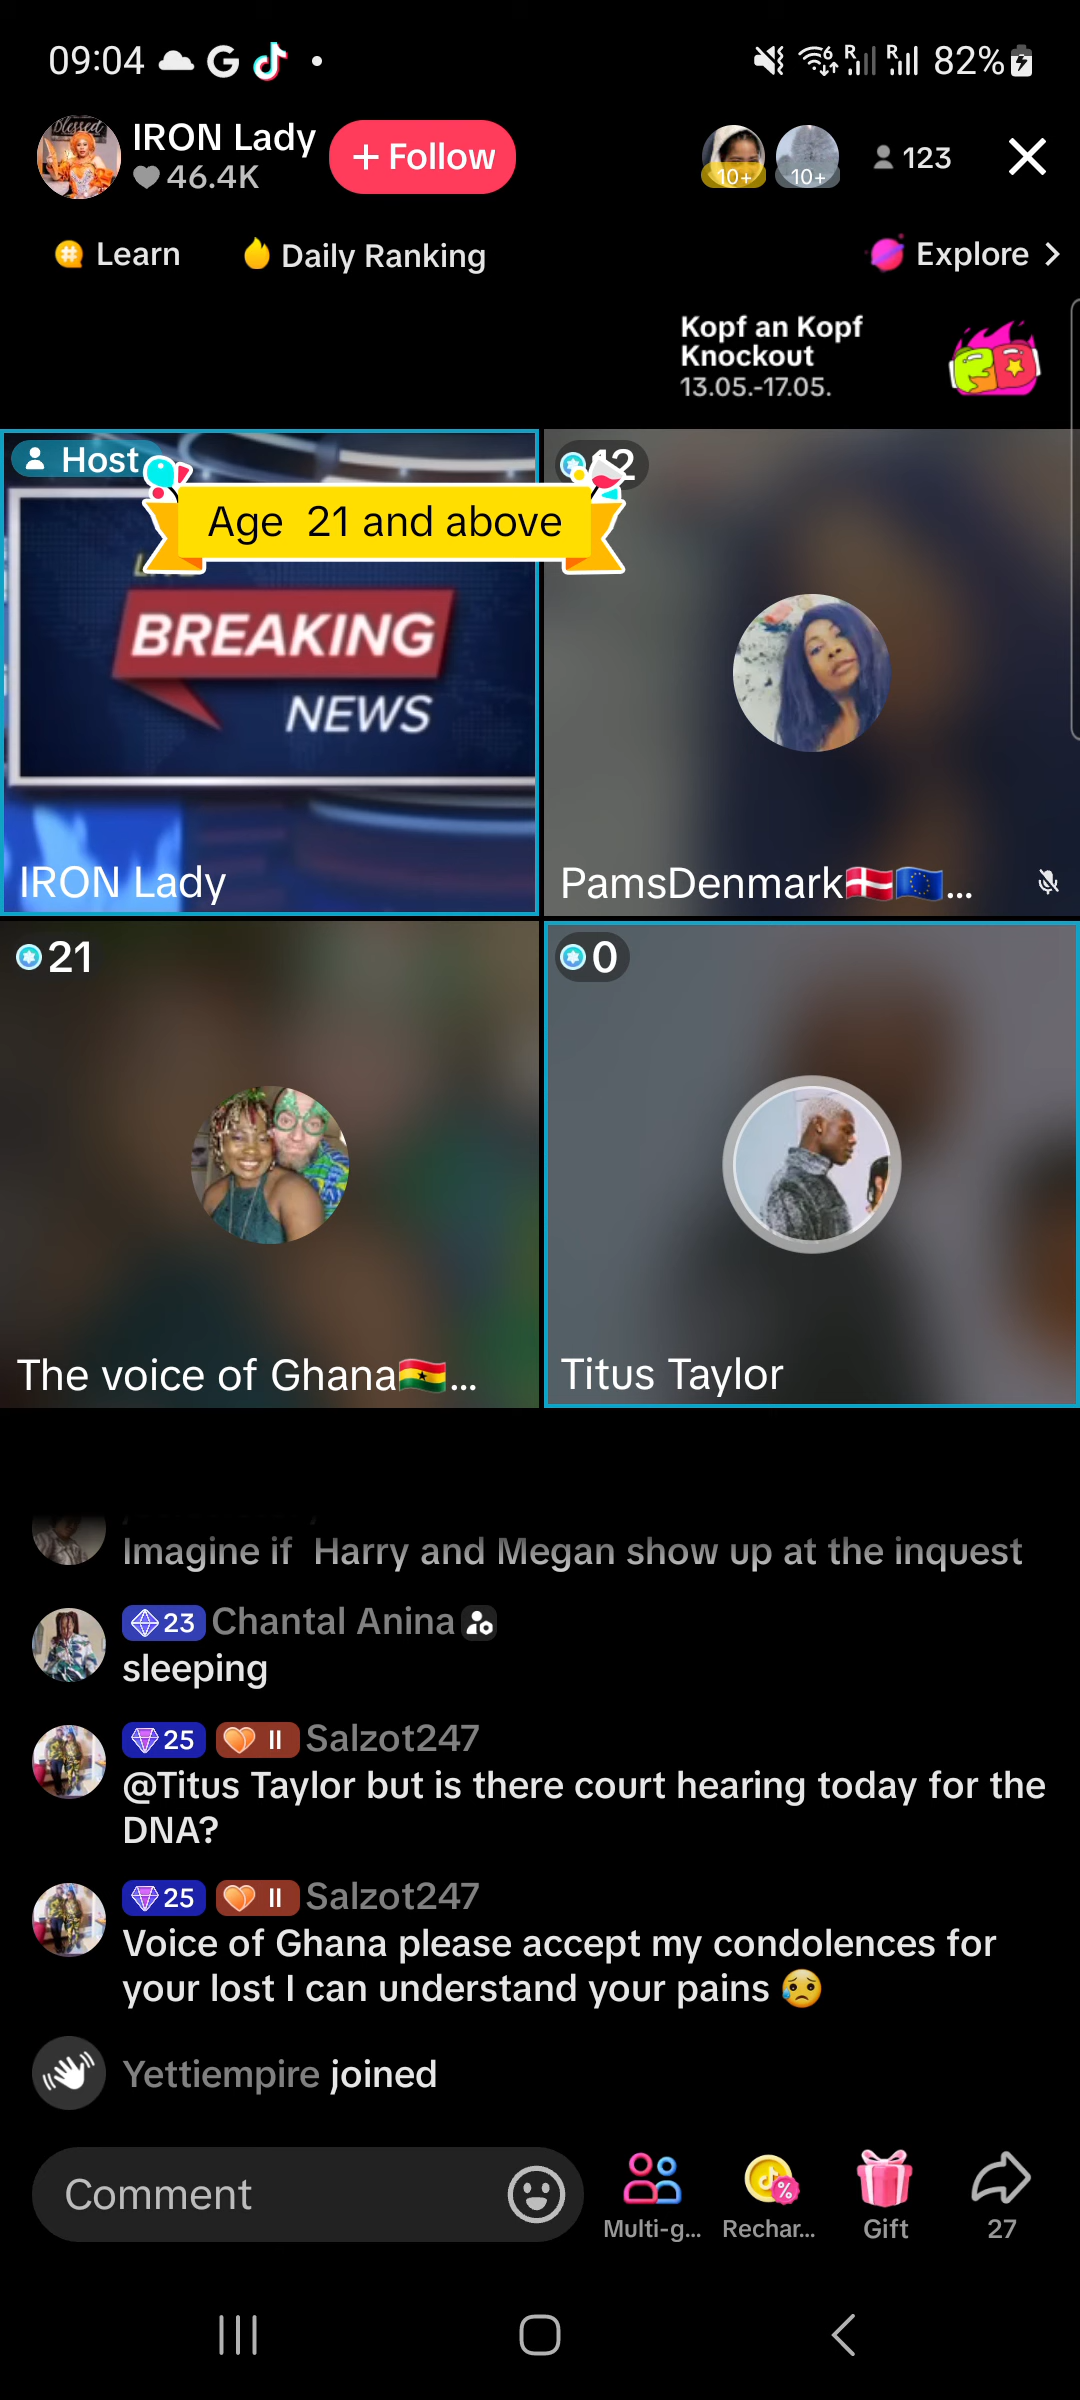 09:04
82%
IRON Lady
46.4K
+ Follow
10+
10+
123
Learn
Daily Ranking
Explore
Kopf an Kopf
Knockout
13.05.-17.05.
Host
12
Age 21 and above
BREAKING
NEWS
IRON Lady
PamsDenmark🇩🇰🇪🇺...
21
0
The voice of Ghana🇬🇭...
Titus Taylor
Imagine if Harry and Megan show up at the inquest
23 Chantal Anina
sleeping
25 II Salzot247
@Titus Taylor but is there court hearing today for the
DNA?
25 II Salzot247
Voice of Ghana please accept my condolences for
your lost I can understand your pains 😥
Yettiempire joined
Comment
Multi-g...
Rechar...
Gift
27